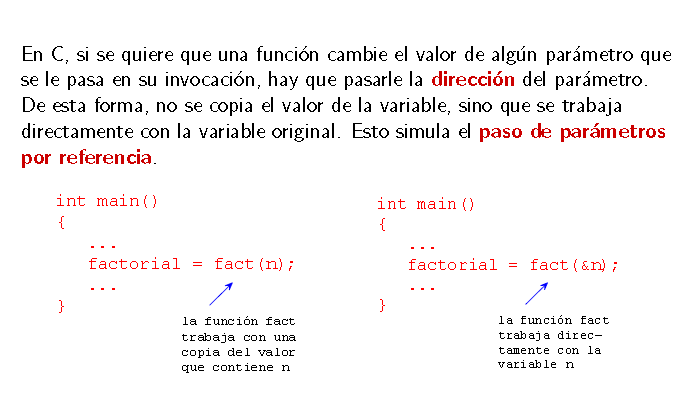 En C, si se quiere que una función cambie el valor de algún parámetro que
se le pasa en su invocación, hay que pasarle la dirección del parámetro.
De esta forma, no se copia el valor de la variable, sino que se trabaja
directamente con la variable original. Esto simula el paso de parámetros
por referencia.
int main()
{
...
factorial = fact(n);
...
}
la función fact
trabaja con una
copia del valor
que contiene n
int main()
{
...
factorial = fact(&n);
...
}
la función fact
trabaja direc-
tamente con la
variable n